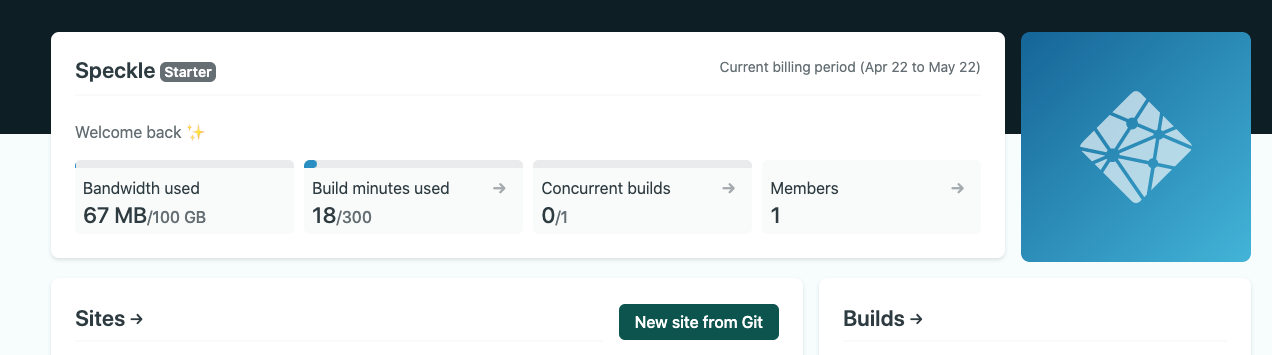 Speckle Starter
Current billing period (Apr 22 to May 22)
Welcome back ✨
Bandwidth used
67 MB/100 GB
Build minutes used →
18/300
Concurrent builds →
0/1
Members →
1
Sites →
New site from Git
Builds →